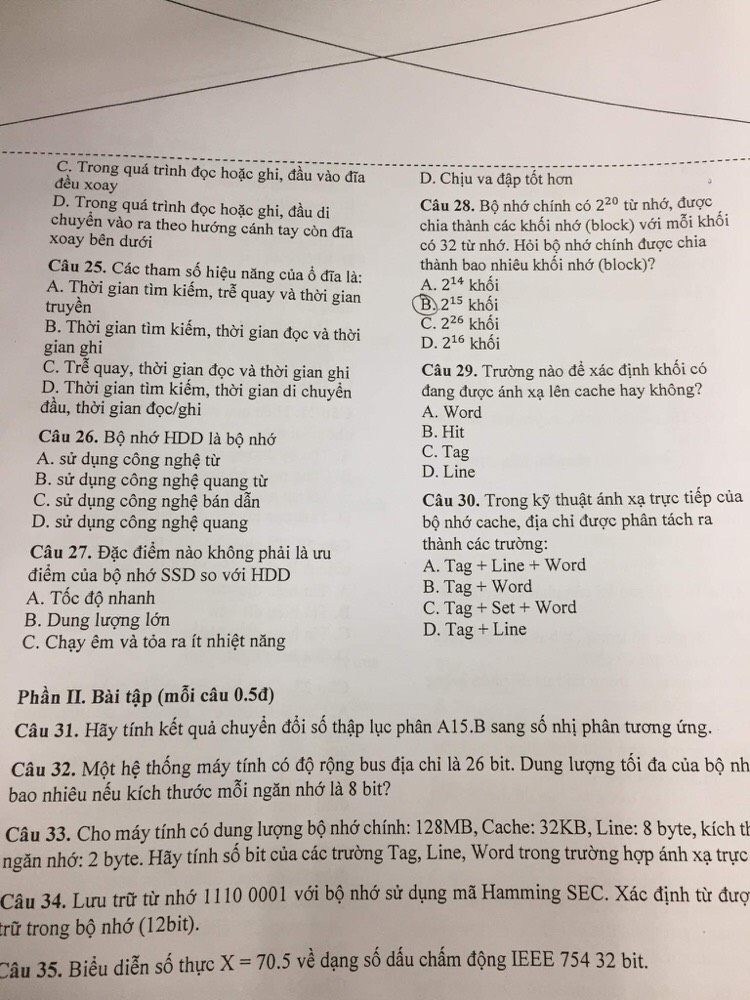 C. Trong quá trình đọc hoặc ghi, đầu vào đĩa
đều xoay
D. Trong quá trình đọc hoặc ghi, đầu di
chuyển vào ra theo hướng cánh tay còn đĩa
xoay bên dưới
Câu 25. Các tham số hiệu năng của ổ đĩa là:
A. Thời gian tìm kiếm, trễ quay và thời gian
truyền
B. Thời gian tìm kiếm, thời gian đọc và thời
gian ghi
C. Trễ quay, thời gian đọc và thời gian ghi
D. Thời gian tìm kiếm, thời gian di chuyển
đầu, thời gian đọc/ghi
Câu 26. Bộ nhớ HDD là bộ nhớ
A. sử dụng công nghệ từ
B. sử dụng công nghệ quang từ
C. sử dụng công nghệ bán dẫn
D. sử dụng công nghệ quang
Câu 27. Đặc điểm nào không phải là ưu
điểm của bộ nhớ SSD so với HDD
A. Tốc độ nhanh
B. Dung lượng lớn
C. Chạy êm và tỏa ra ít nhiệt năng
D. Chịu va đập tốt hơn
Câu 28. Bộ nhớ chính có 2²⁰ từ nhớ, được
chia thành các khối nhớ (block) với mỗi khối
có 32 từ nhớ. Hỏi bộ nhớ chính được chia
thành bao nhiêu khối nhớ (block)?
A. 2¹⁴ khối
B. 2¹⁵ khối
C. 2²⁶ khối
D. 2¹⁶ khối
Câu 29. Trường nào để xác định khối có
đang được ánh xạ lên cache hay không?
A. Word
B. Hit
C. Tag
D. Line
Câu 30. Trong kỹ thuật ánh xạ trực tiếp của
bộ nhớ cache, địa chỉ được phân tách ra
thành các trường:
A. Tag + Line + Word
B. Tag + Word
C. Tag + Set + Word
D. Tag + Line
Phần II. Bài tập (mỗi câu 0.5đ)
Câu 31. Hãy tính kết quả chuyển đổi số thập lục phân A15.B sang số nhị phân tương ứng.
Câu 32. Một hệ thống máy tính có độ rộng bus địa chỉ là 26 bit. Dung lượng tối đa của bộ nh
bao nhiêu nếu kích thước mỗi ngăn nhớ là 8 bit?
Câu 33. Cho máy tính có dung lượng bộ nhớ chính: 128MB, Cache: 32KB, Line: 8 byte, kích th
ngăn nhớ: 2 byte. Hãy tính số bit của các trường Tag, Line, Word trong trường hợp ánh xạ trực
Câu 34. Lưu trữ từ nhớ 1110 0001 với bộ nhớ sử dụng mã Hamming SEC. Xác định từ đượ
trữ trong bộ nhớ (12bit).
Câu 35. Biểu diễn số thực X = 70.5 về dạng số dấu chấm động IEEE 754 32 bit.